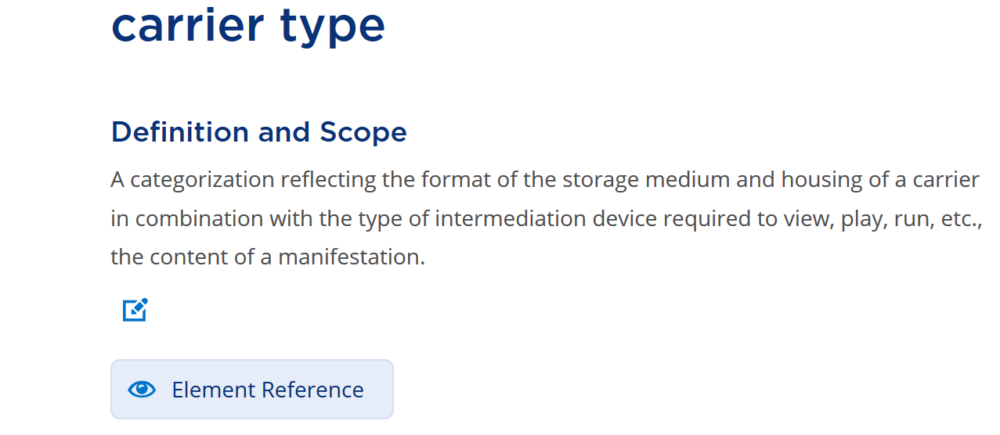 carrier type
Definition and Scope
A categorization reflecting the format of the storage medium and housing of a carrier
in combination with the type of intermediation device required to view, play, run, etc.,
the content of a manifestation.
Element Reference